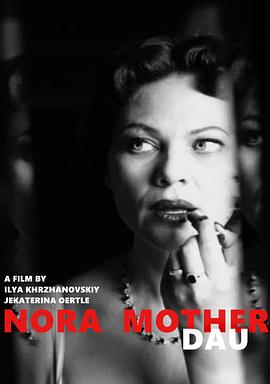 A FILM BY
ILYA KHRZHANOVSKIY
JEKATERINA OERTLE
NORA MOTHER
DAU